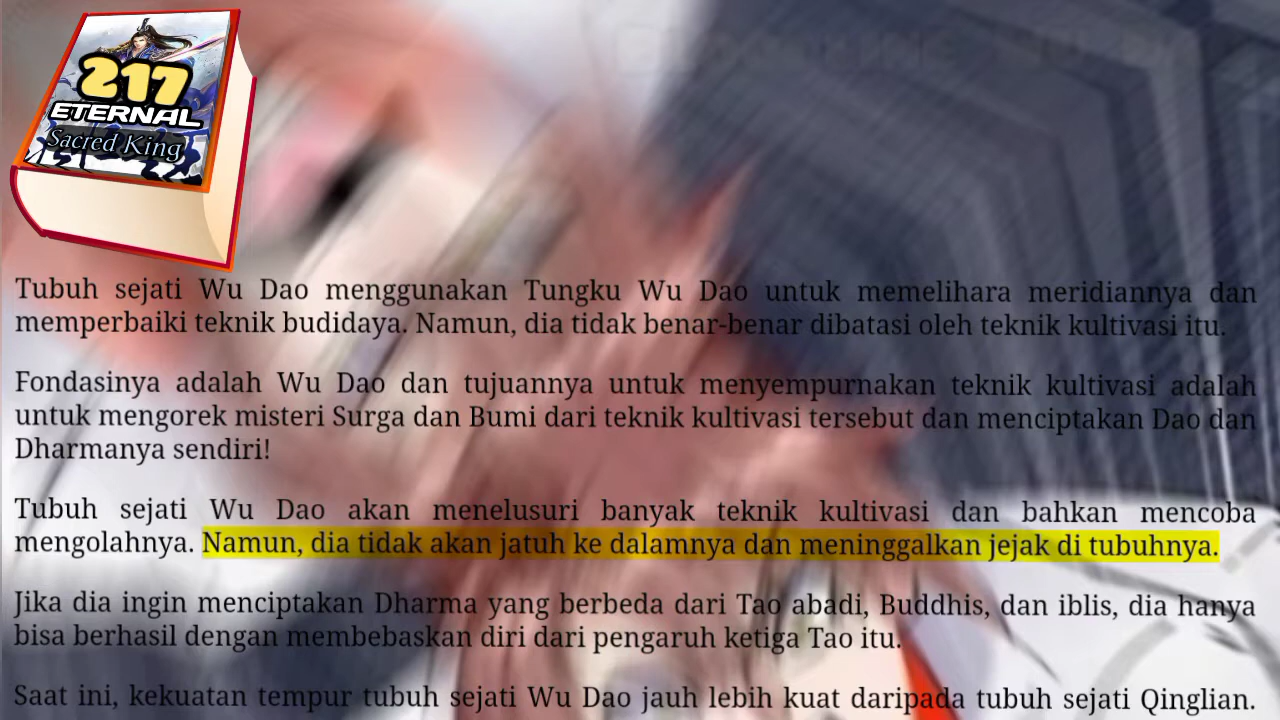 217
ETERNAL
Sacred King
Tubuh sejati Wu Dao menggunakan Tungku Wu Dao untuk memelihara meridiannya dan
memperbaiki teknik budidaya. Namun, dia tidak benar-benar dibatasi oleh teknik kultivasi itu.
Fondasinya adalah Wu Dao dan tujuannya untuk menyempurnakan teknik kultivasi adalah
untuk mengorek misteri Surga dan Bumi dari teknik kultivasi tersebut dan menciptakan Dao dan
Dharmanya sendiri!
Tubuh sejati Wu Dao akan menelusuri banyak teknik kultivasi dan bahkan mencoba
mengolahnya. Namun, dia tidak akan jatuh ke dalamnya dan meninggalkan jejak di tubuhnya.
Jika dia ingin menciptakan Dharma yang berbeda dari Tao abadi, Buddhis, dan iblis, dia hanya
bisa berhasil dengan membebaskan diri dari pengaruh ketiga Tao itu.
Saat ini, kekuatan tempur tubuh sejati Wu Dao jauh lebih kuat daripada tubuh sejati Qinglian.